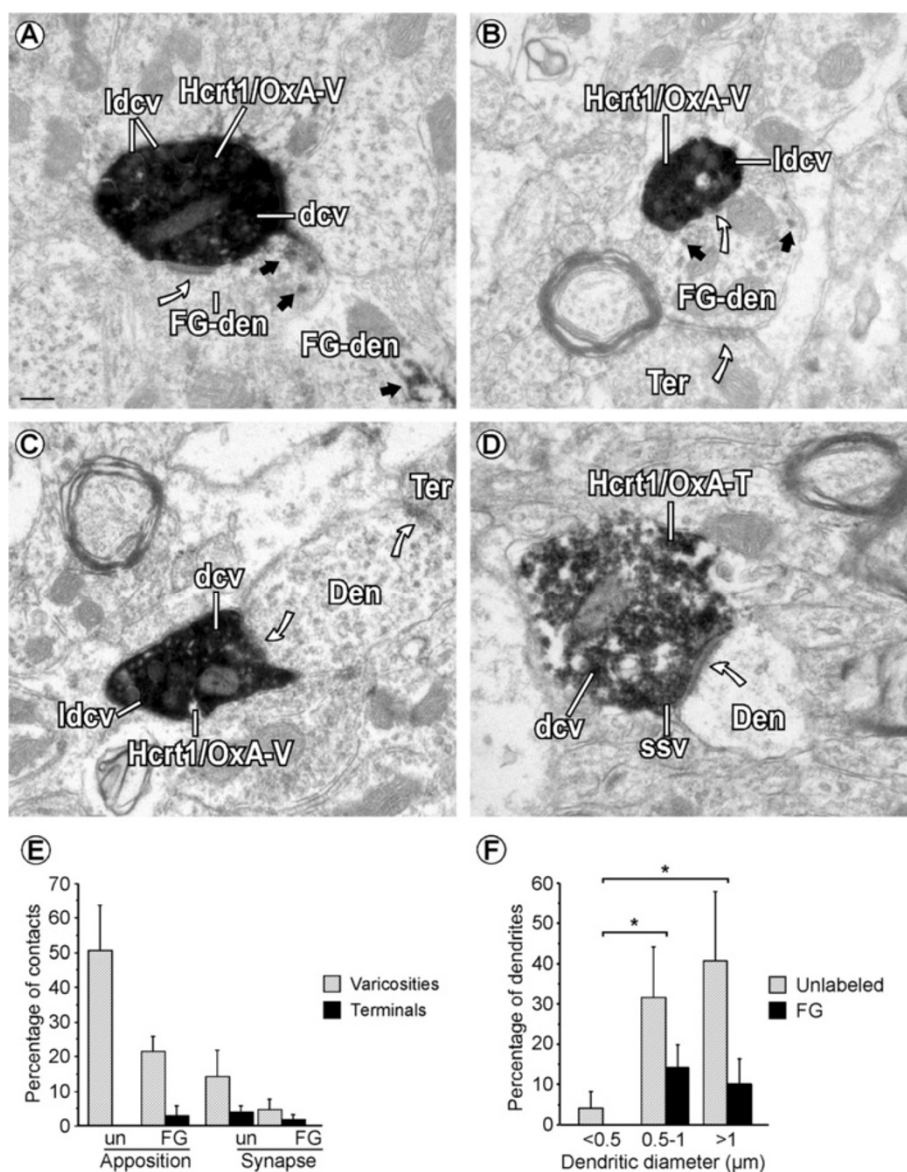 A
ldcv
Hcrt1/OxA-V
dcv
FG-den
FG-den
B
Hcrt1/OxA-V
ldcv
FG-den
Ter
C
Ter
dcv
Den
ldcv
Hcrt1/OxA-V
D
Hcrt1/OxA-T
dcv
ssv
Den
E
Percentage of contacts
70
60
50
40
30
20
10
0
un FG un FG
Apposition Synapse
Varicosities
Terminals
F
Percentage of dendrites
60
50
40
30
20
10
0
*
*
<0.5 0.5-1 >1
Dendritic diameter (µm)
Unlabeled
FG